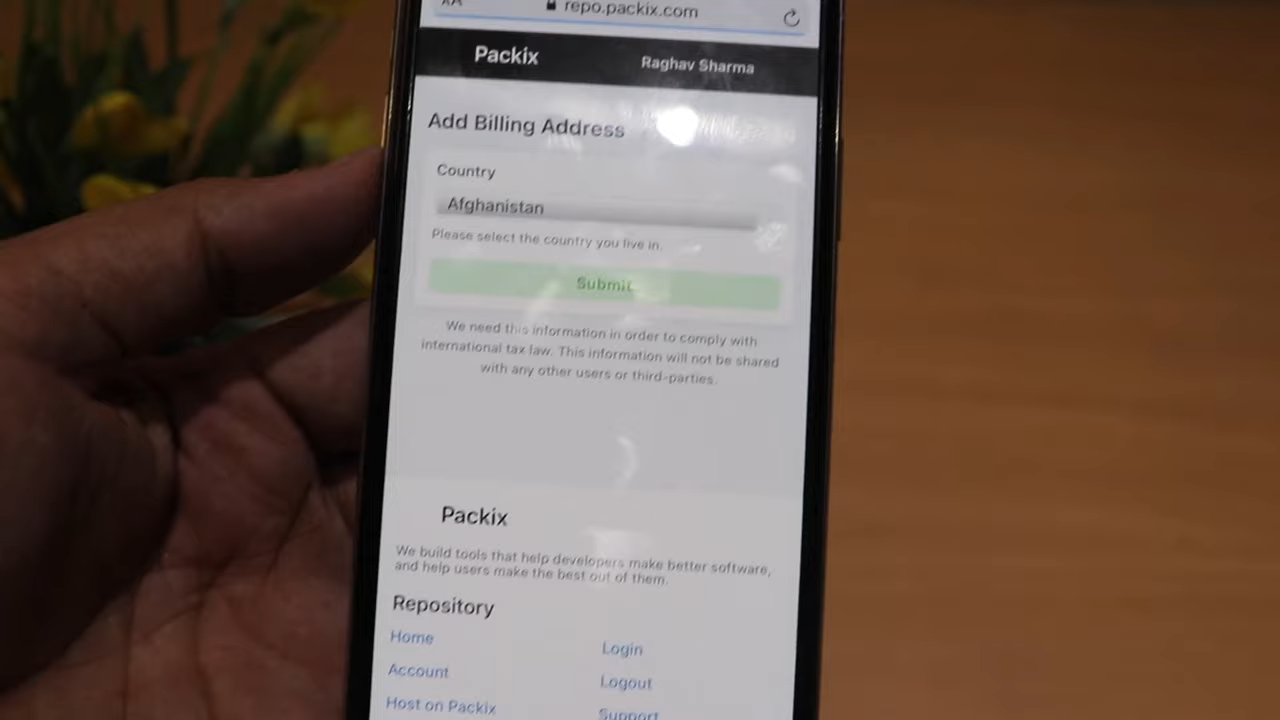 AA repo.packix.com
Packix Raghav Sharma
Add Billing Address
Country
Afghanistan
Please select the country you live in.
Submit
We need this information in order to comply with
international tax law. This information will not be shared
with any other users or third-parties.
Packix
We build tools that help developers make better software,
and help users make the best out of them.
Repository
Home Login
Account Logout
Host on Packix Support